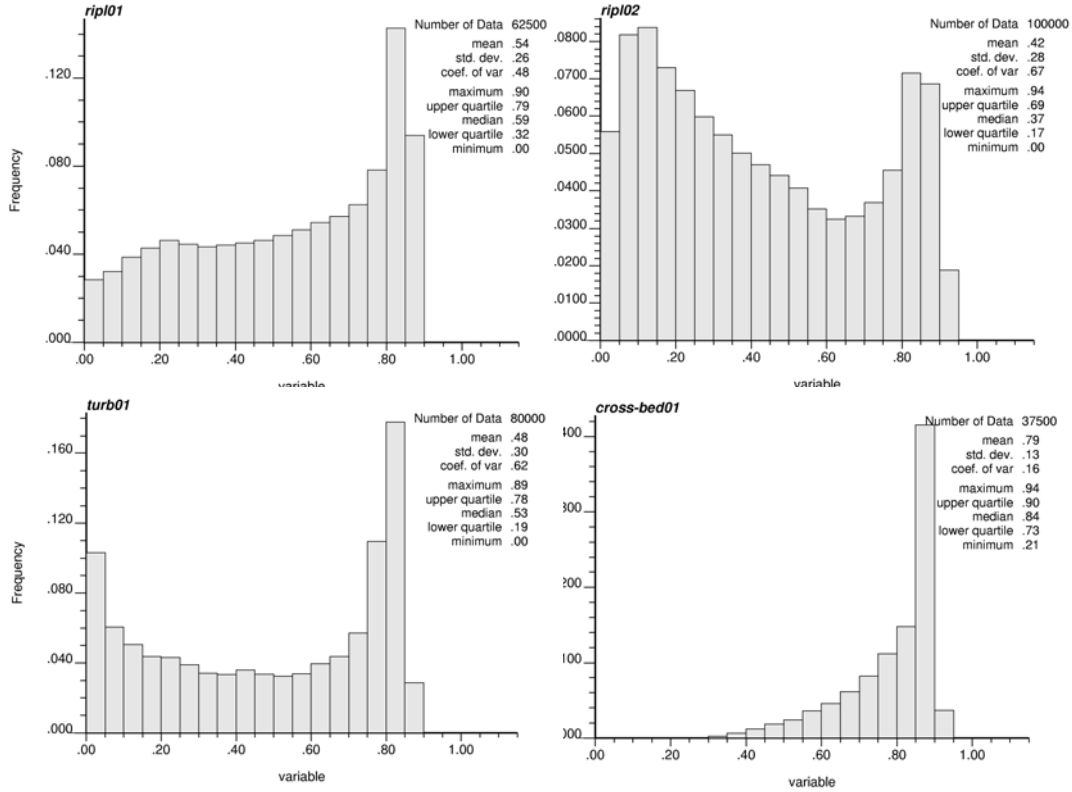 ripl01
Number of Data 62500
mean .54
std. dev. .26
coef. of var .48
maximum .90
upper quartile .79
median .59
lower quartile .32
minimum .00
Frequency
.120
.080
.040
.000
.00 .20 .40 .60 .80 1.00
variable
ripl02
Number of Data 100000
mean .42
std. dev. .28
coef. of var .67
maximum .94
upper quartile .69
median .37
lower quartile .17
minimum .00
.0800
.0700
.0600
.0500
.0400
.0300
.0200
.0100
.0000
.00 .20 .40 .60 .80 1.00
variable
turb01
Number of Data 80000
mean .48
std. dev. .30
coef. of var .62
maximum .89
upper quartile .78
median .53
lower quartile .19
minimum .00
Frequency
.160
.120
.080
.040
.000
.00 .20 .40 .60 .80 1.00
variable
cross-bed01
Number of Data 37500
mean .79
std. dev. .13
coef. of var .16
maximum .94
upper quartile .90
median .84
lower quartile .73
minimum .21
400
300
200
100
000
.00 .20 .40 .60 .80 1.00
variable